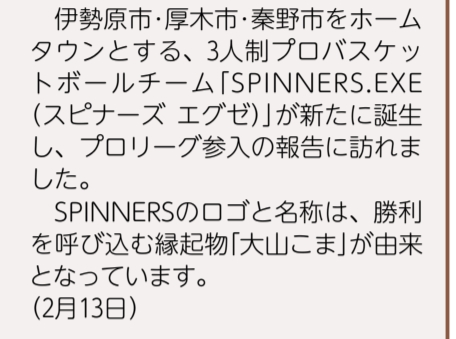 伊勢原市･厚木市･秦野市をホーム
タウンとする、3人制プロバスケッ
トボールチーム｢SPINNERS.EXE
(スピナーズ エグゼ)｣が新たに誕生
し、プロリーグ参入の報告に訪れま
した。
　SPINNERSのロゴと名称は、勝利
を呼び込む縁起物｢大山こま｣が由来
となっています。
(2月13日)